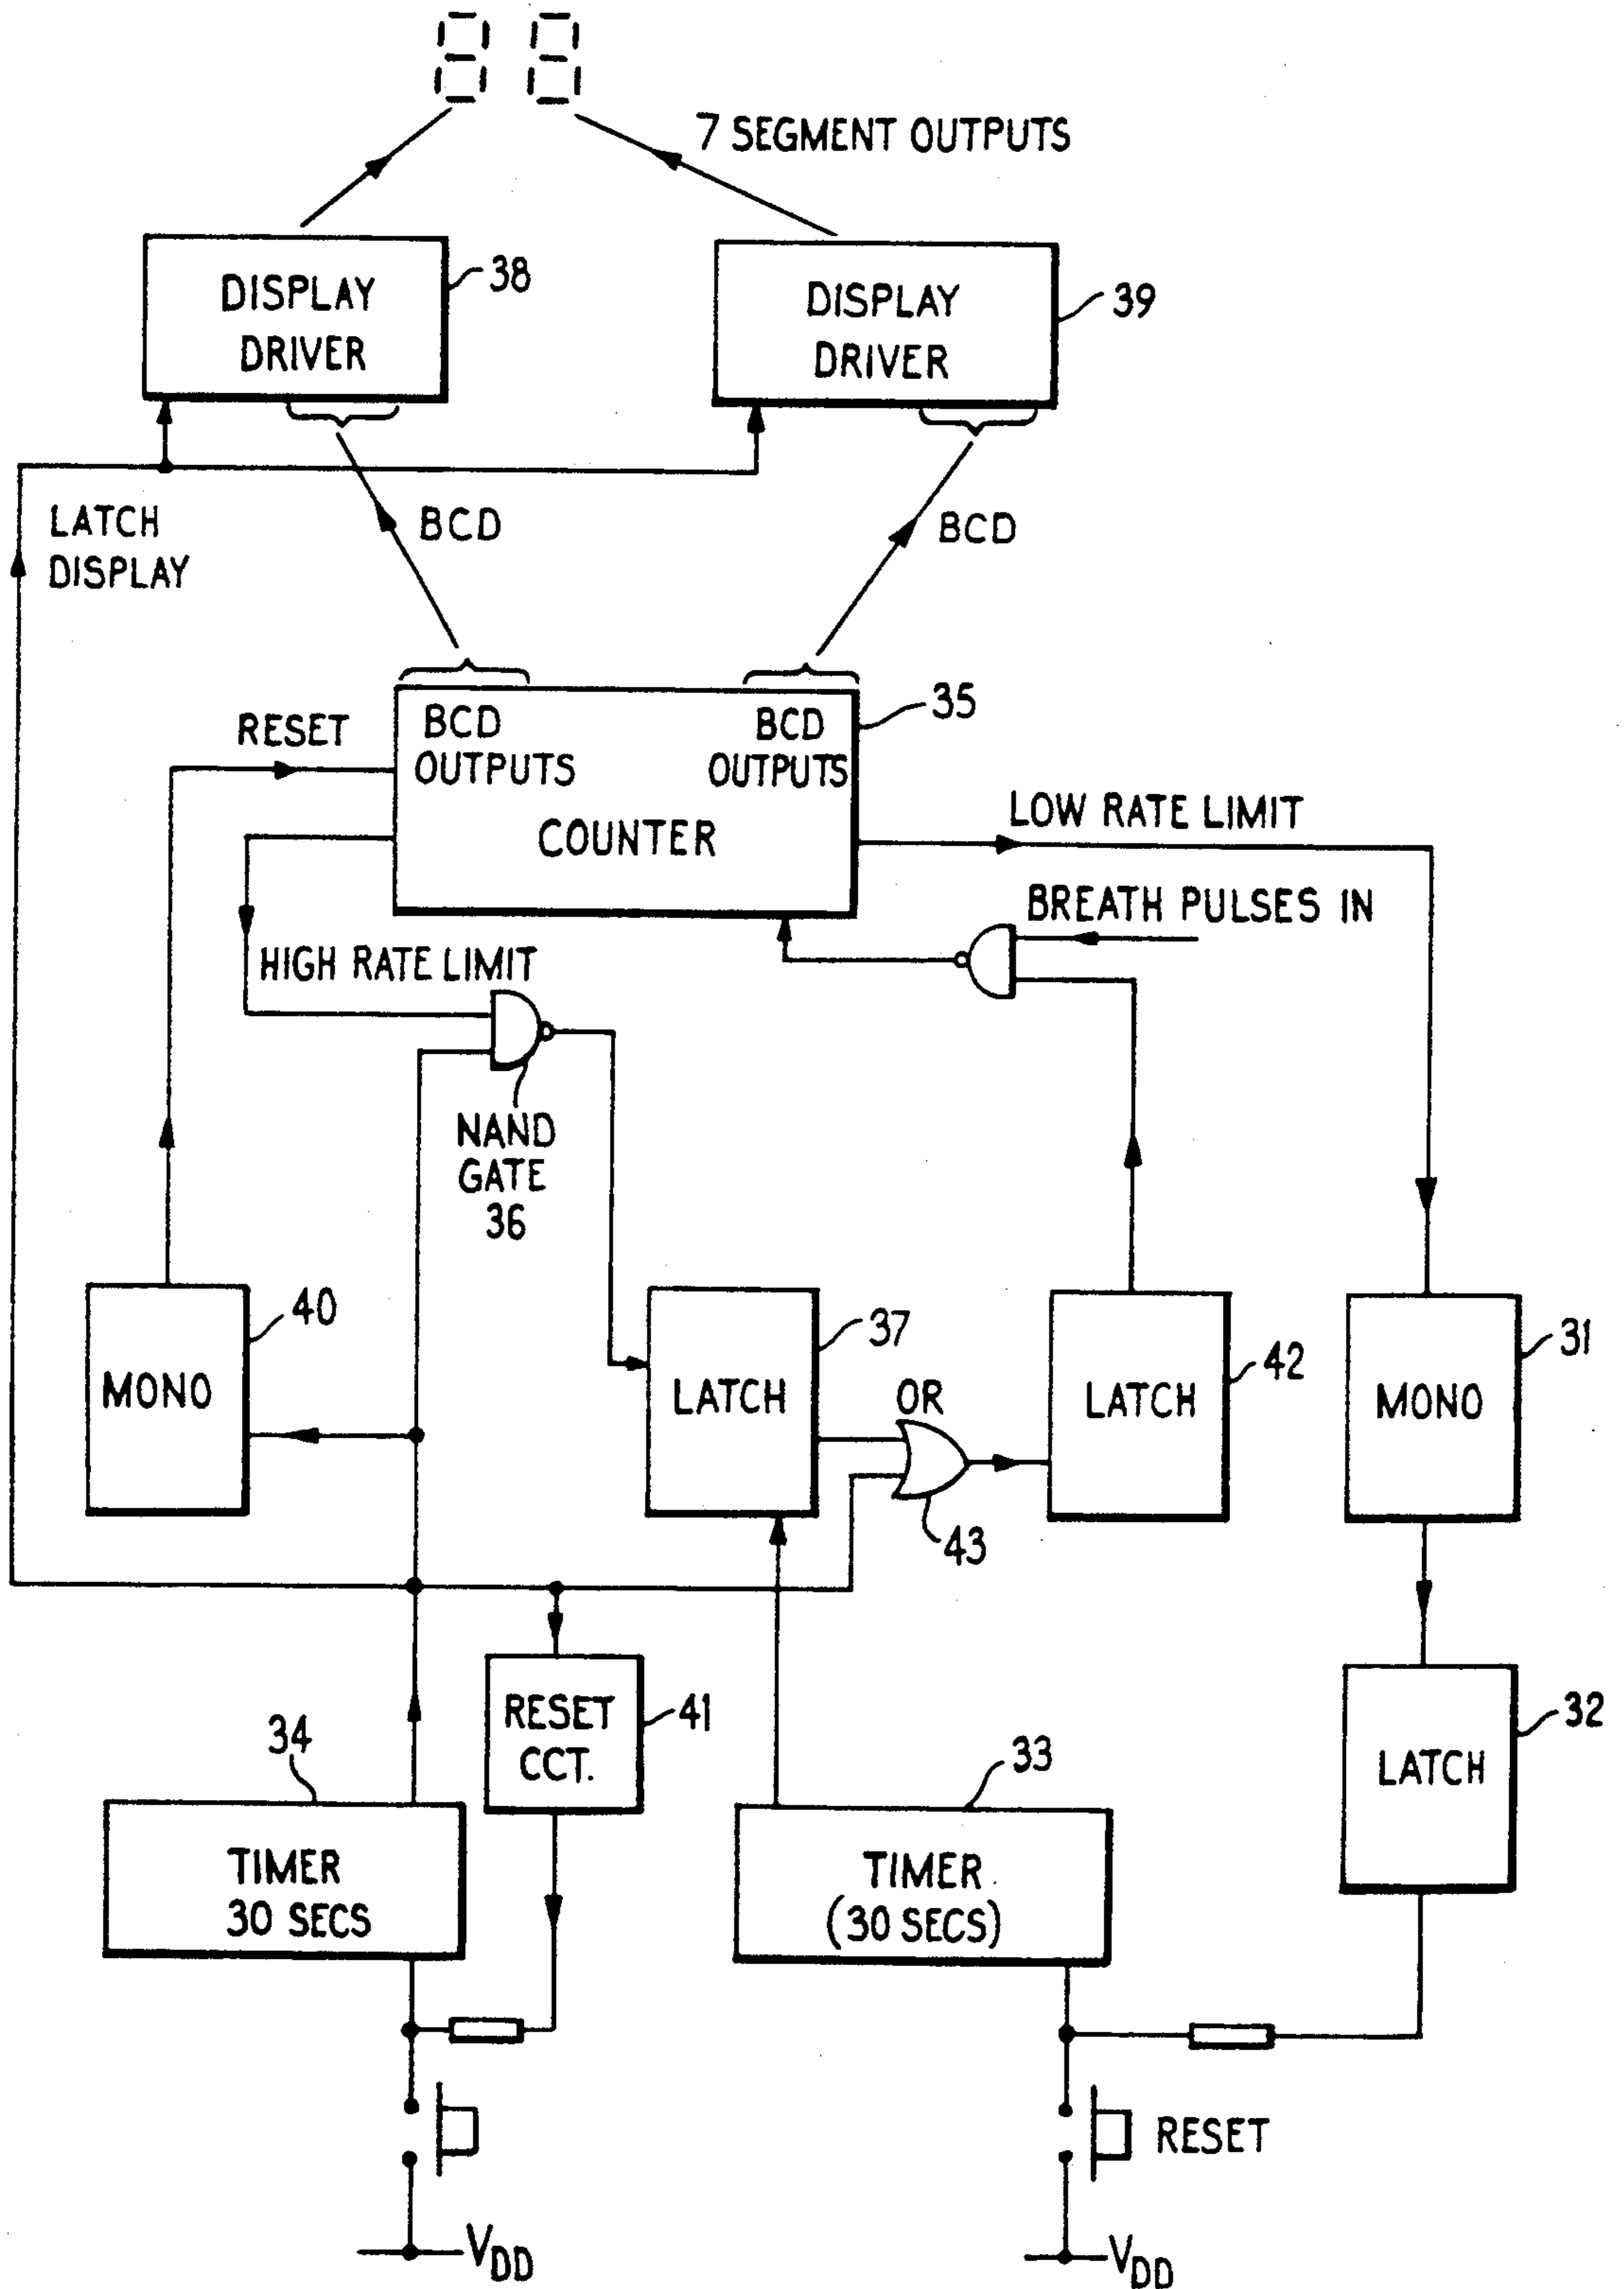 7 SEGMENT OUTPUTS
DISPLAY
DRIVER
38
DISPLAY
DRIVER
39
LATCH
DISPLAY
BCD
BCD
RESET
BCD
OUTPUTS
BCD
OUTPUTS
COUNTER
35
LOW RATE LIMIT
BREATH PULSES IN
HIGH RATE LIMIT
NAND
GATE
36
MONO
40
LATCH
37
OR
43
LATCH
42
MONO
31
RESET
CCT.
41
LATCH
32
34
TIMER
30 SECS
33
TIMER
(30 SECS)
RESET
VDD
VDD